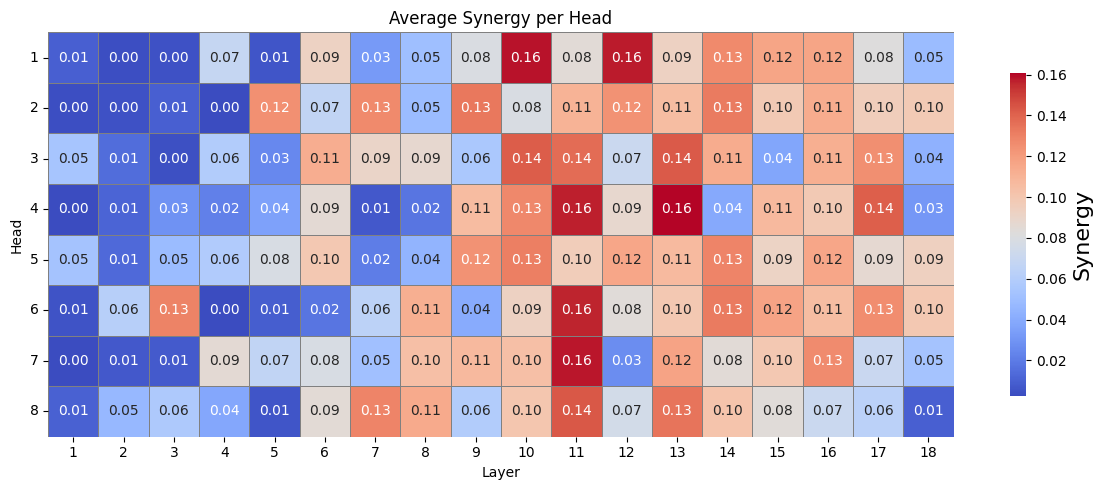 Average Synergy per Head
1 0.01 0.00 0.00 0.07 0.01 0.09 0.03 0.05 0.08 0.16 0.08 0.16 0.09 0.13 0.12 0.12 0.08 0.05
2 0.00 0.00 0.01 0.00 0.12 0.07 0.13 0.05 0.13 0.08 0.11 0.12 0.11 0.13 0.10 0.11 0.10 0.10
3 0.05 0.01 0.00 0.06 0.03 0.11 0.09 0.09 0.06 0.14 0.14 0.07 0.14 0.11 0.04 0.11 0.13 0.04
4 0.00 0.01 0.03 0.02 0.04 0.09 0.01 0.02 0.11 0.13 0.16 0.09 0.16 0.04 0.11 0.10 0.14 0.03
5 0.05 0.01 0.05 0.06 0.08 0.10 0.02 0.04 0.12 0.13 0.10 0.12 0.11 0.13 0.09 0.12 0.09 0.09
6 0.01 0.06 0.13 0.00 0.01 0.02 0.06 0.11 0.04 0.09 0.16 0.08 0.10 0.13 0.12 0.11 0.13 0.10
7 0.00 0.01 0.01 0.09 0.07 0.08 0.05 0.10 0.11 0.10 0.16 0.03 0.12 0.08 0.10 0.13 0.07 0.05
8 0.01 0.05 0.06 0.04 0.01 0.09 0.13 0.11 0.06 0.10 0.14 0.07 0.13 0.10 0.08 0.07 0.06 0.01
1 2 3 4 5 6 7 8 9 10 11 12 13 14 15 16 17 18
Layer
Head
0.16
0.14
0.12
0.10
0.08
0.06
0.04
0.02
Synergy